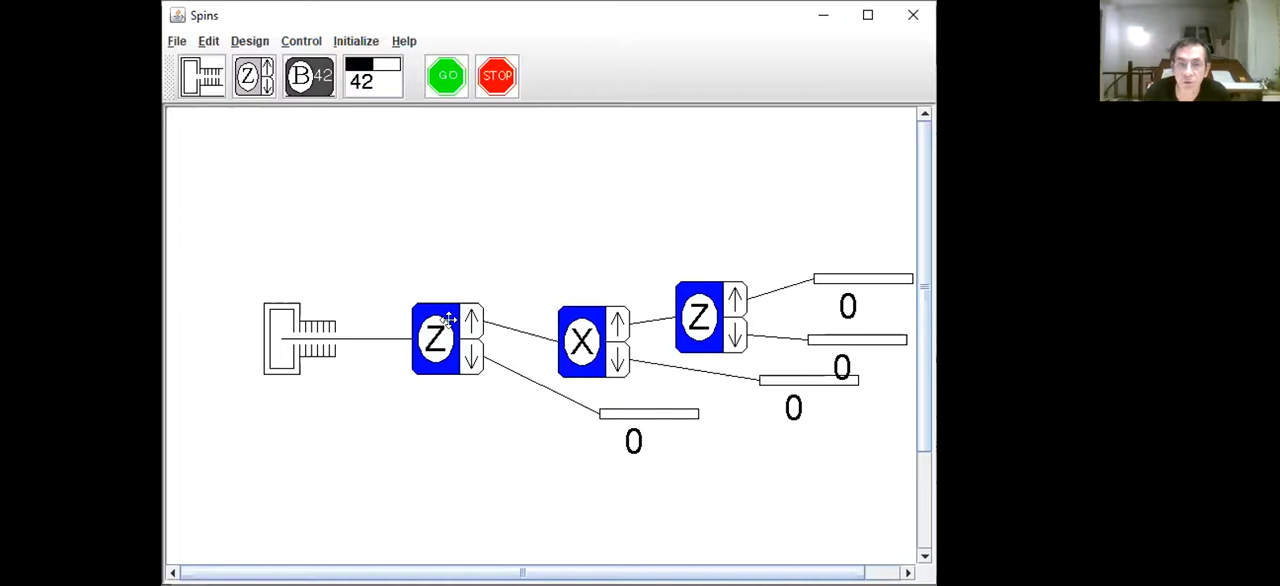 Spins
File Edit Design Control Initialize Help
Z B 42 42 GO STOP
Z X Z
0
0
0
0